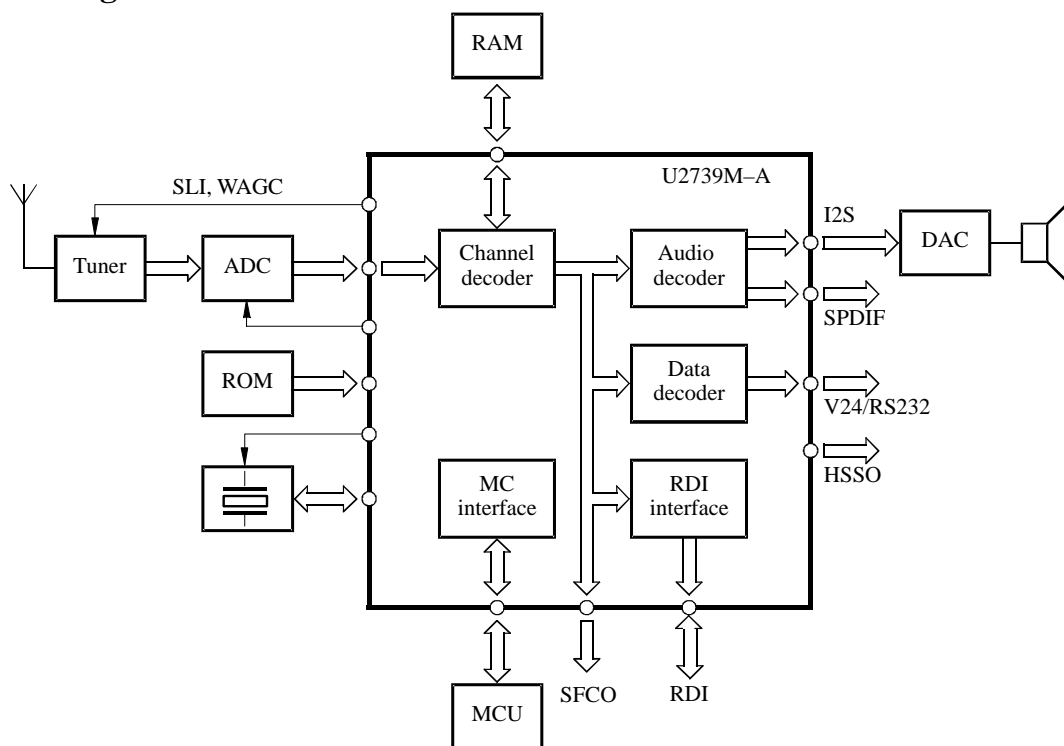 RAM
U2739M–A
SLI, WAGC
I2S
Tuner
ADC
Channel
decoder
Audio
decoder
DAC
SPDIF
ROM
Data
decoder
V24/RS232
HSSO
MC
interface
RDI
interface
SFCO
RDI
MCU